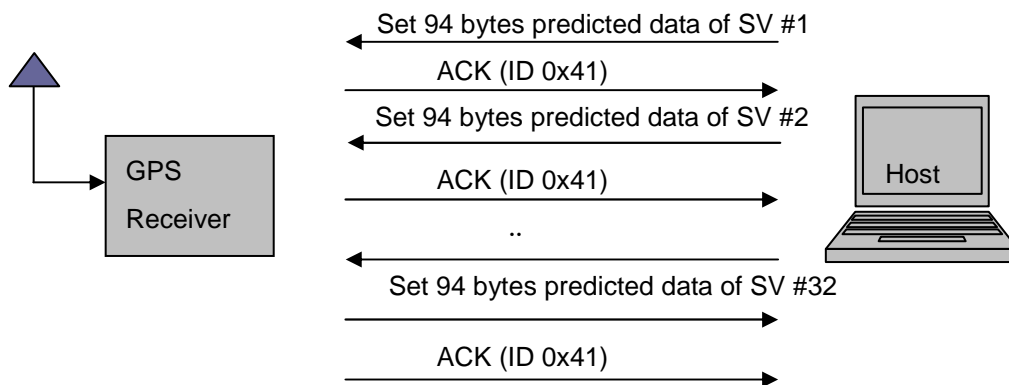 Set 94 bytes predicted data of SV #1
ACK (ID 0x41)
Set 94 bytes predicted data of SV #2
GPS
Receiver
ACK (ID 0x41)
Host
..
Set 94 bytes predicted data of SV #32
ACK (ID 0x41)